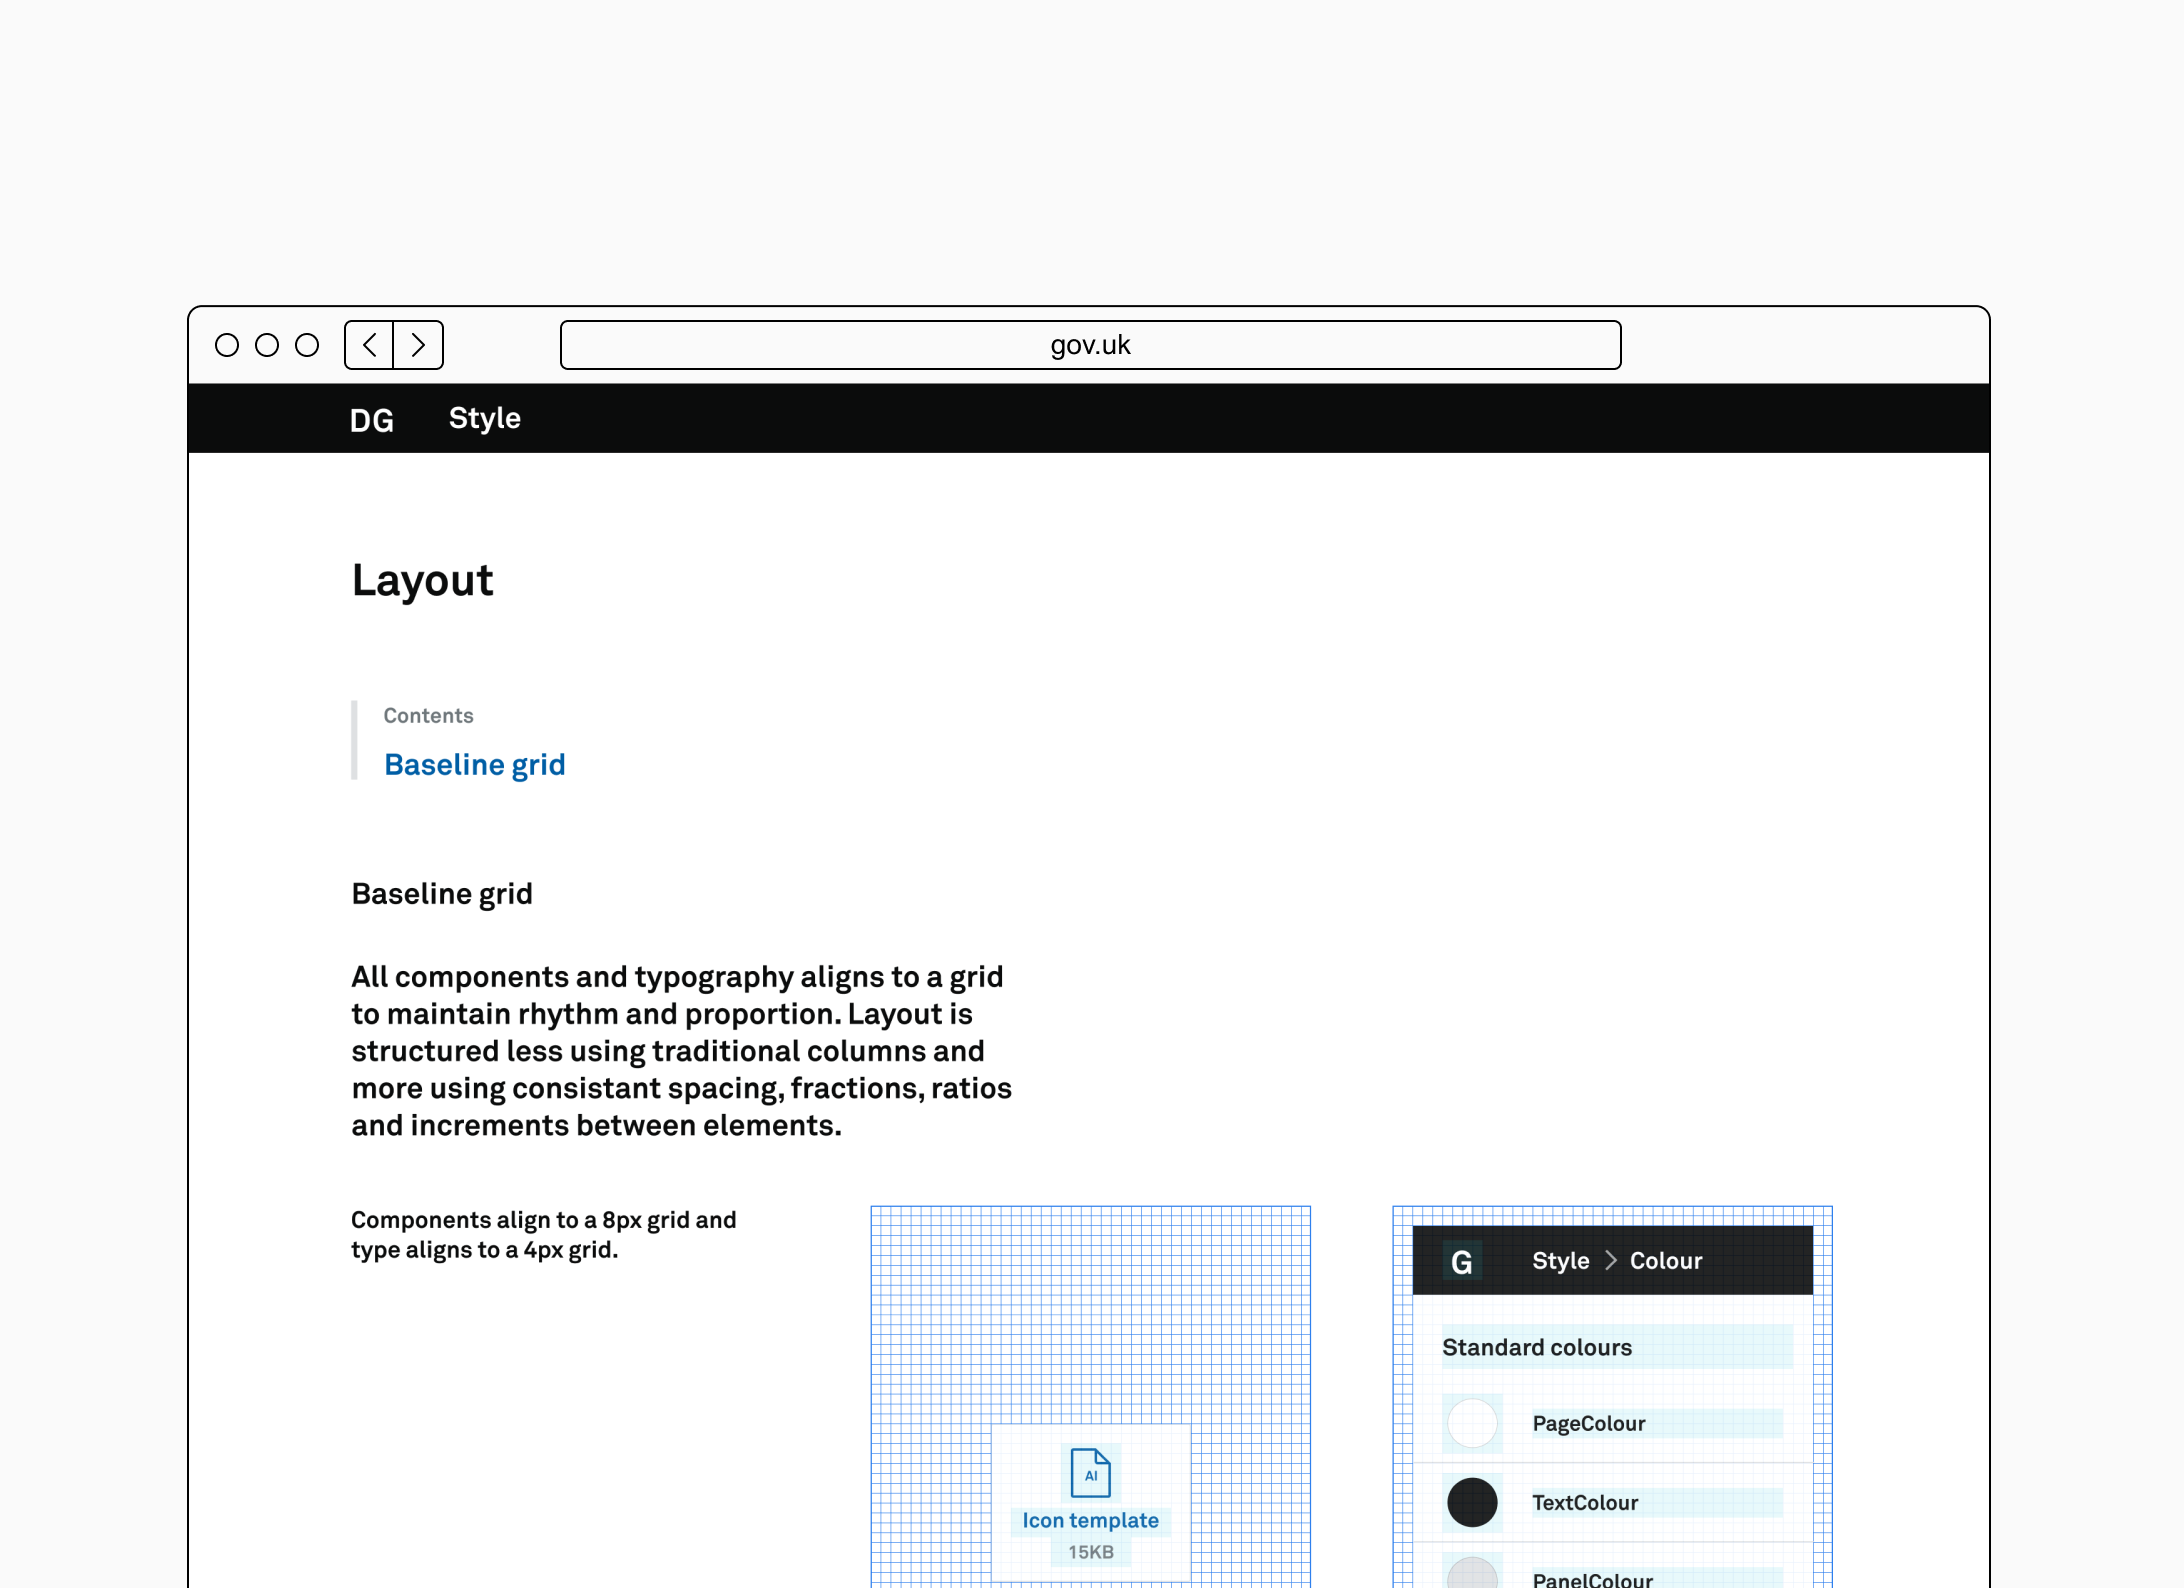 gov.uk
DG Style
Layout
Contents
Baseline grid
Baseline grid
All components and typography aligns to a grid
to maintain rhythm and proportion. Layout is
structured less using traditional columns and
more using consistant spacing, fractions, ratios
and increments between elements.
Components align to a 8px grid and
type aligns to a 4px grid.
AI
Icon template
15KB
G Style Colour
Standard colours
PageColour
TextColour
PanelColour